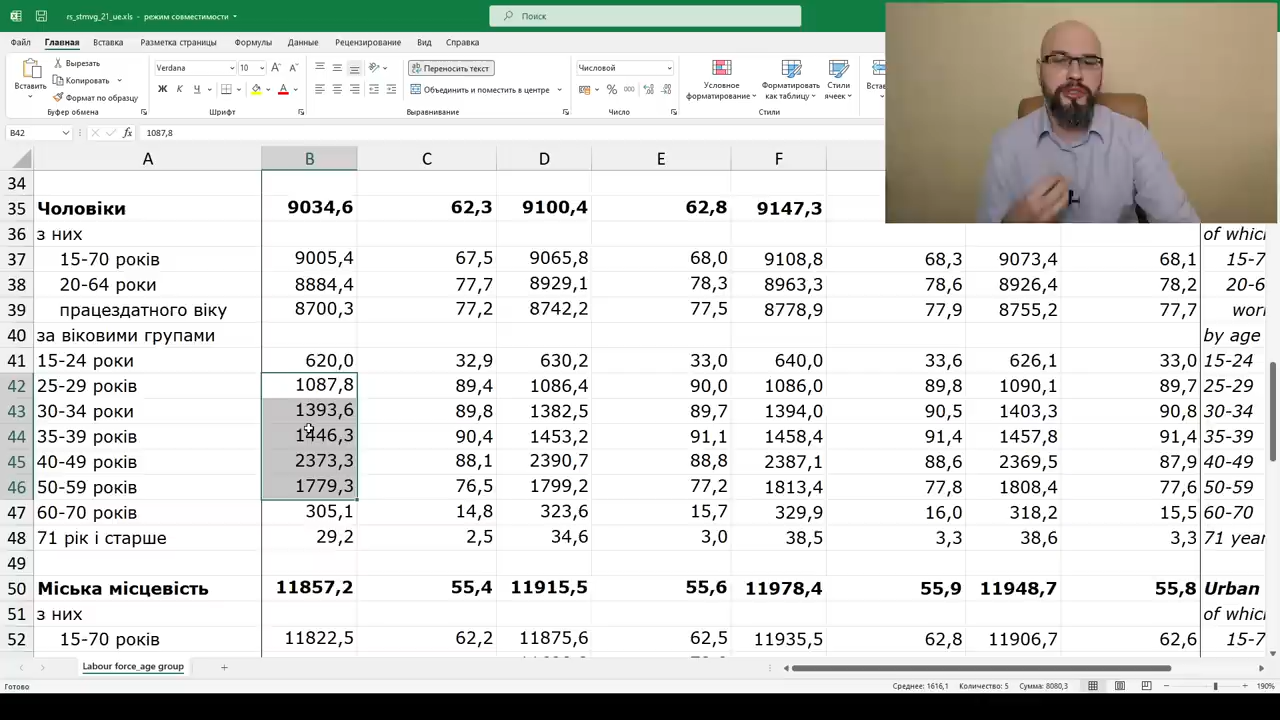 rs_stmvg_21_ue.xls - режим совместимости
Поиск
Файл Главная Вставка Разметка страницы Формулы Данные Рецензирование Вид Справка
Вставить
Вырезать
Копировать
Формат по образцу
Буфер обмена
Verdana 10
Ж К Ч
Шрифт
Переносить текст
Объединить и поместить в центре
Выравнивание
Числовой
% 000
Число
Условное форматирование
Форматировать как таблицу
Стили ячеек
Стили
Вста
B42 fx 1087,8
A B C D E F
34
35 Чоловіки 9034,6 62,3 9100,4 62,8 9147,3
36 з них of which
37 15-70 років 9005,4 67,5 9065,8 68,0 9108,8 68,3 9073,4 68,1 15-7
38 20-64 роки 8884,4 77,7 8929,1 78,3 8963,3 78,6 8926,4 78,2 20-6
39 працездатного віку 8700,3 77,2 8742,2 77,5 8778,9 77,9 8755,2 77,7 wor
40 за віковими групами by age
41 15-24 роки 620,0 32,9 630,2 33,0 640,0 33,6 626,1 33,0 15-24
42 25-29 років 1087,8 89,4 1086,4 90,0 1086,0 89,8 1090,1 89,7 25-29
43 30-34 роки 1393,6 89,8 1382,5 89,7 1394,0 90,5 1403,3 90,8 30-34
44 35-39 років 1446,3 90,4 1453,2 91,1 1458,4 91,4 1457,8 91,4 35-39
45 40-49 років 2373,3 88,1 2390,7 88,8 2387,1 88,6 2369,5 87,9 40-49
46 50-59 років 1779,3 76,5 1799,2 77,2 1813,4 77,8 1808,4 77,6 50-59
47 60-70 років 305,1 14,8 323,6 15,7 329,9 16,0 318,2 15,5 60-70
48 71 рік і старше 29,2 2,5 34,6 3,0 38,5 3,3 38,6 3,3 71 year
49
50 Міська місцевість 11857,2 55,4 11915,5 55,6 11978,4 55,9 11948,7 55,8 Urban
51 з них of which
52 15-70 років 11822,5 62,2 11875,6 62,5 11935,5 62,8 11906,7 62,6 15-7
Labour force_age group
Готово Среднее: 1616,1 Количество: 5 Сумма: 8080,3 190%